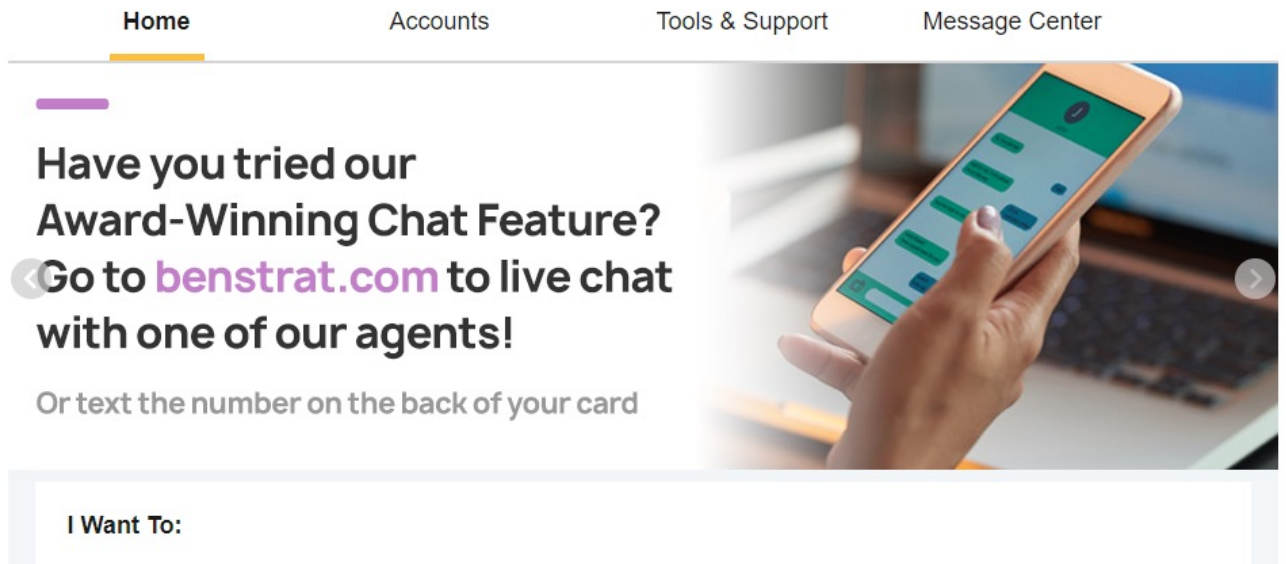 Home Accounts Tools & Support Message Center
Have you tried our
Award-Winning Chat Feature?
Go to benstrat.com to live chat
with one of our agents!
Or text the number on the back of your card
I Want To: